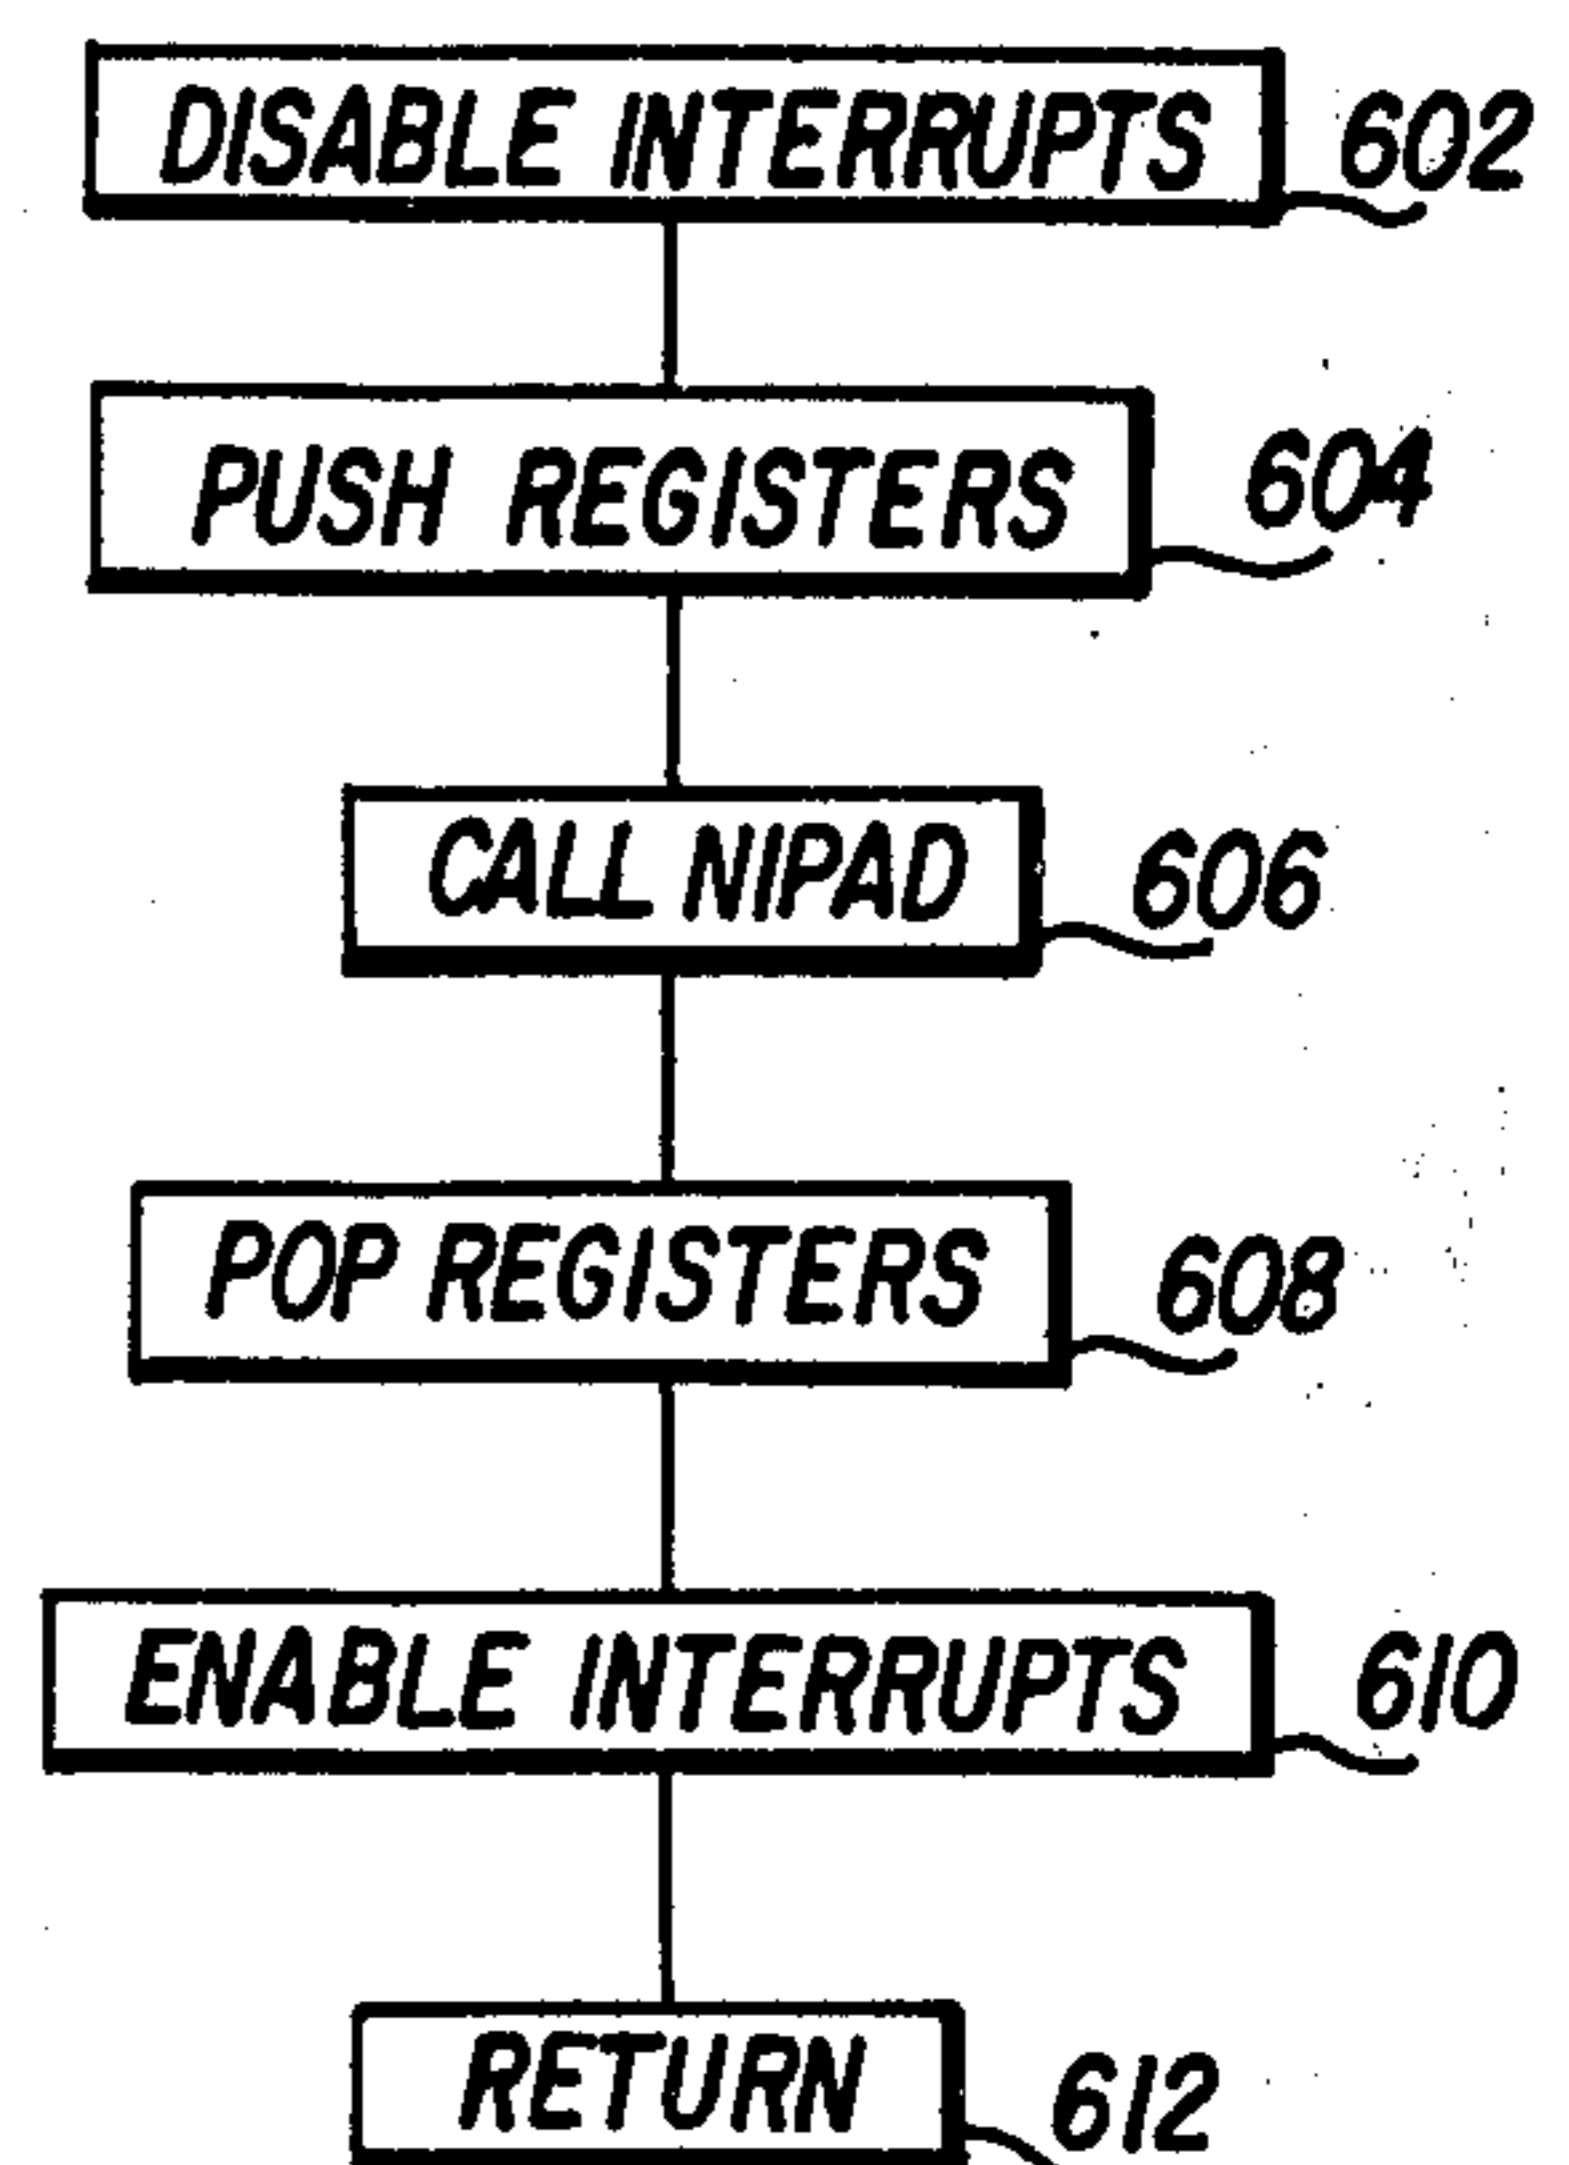 DISABLE INTERRUPTS 602
PUSH REGISTERS 604
CALL NIPAD 606
POP REGISTERS 608
ENABLE INTERRUPTS 610
RETURN 612